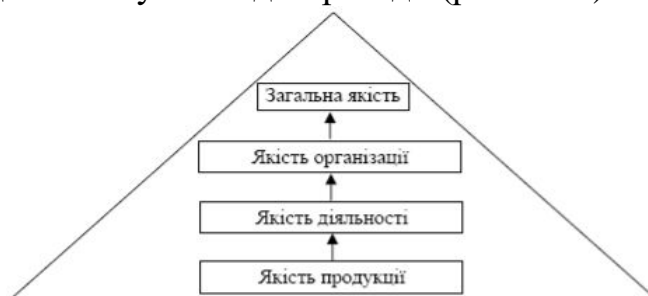 Загальна якість
Якість організації
Якість діяльності
Якість продукції